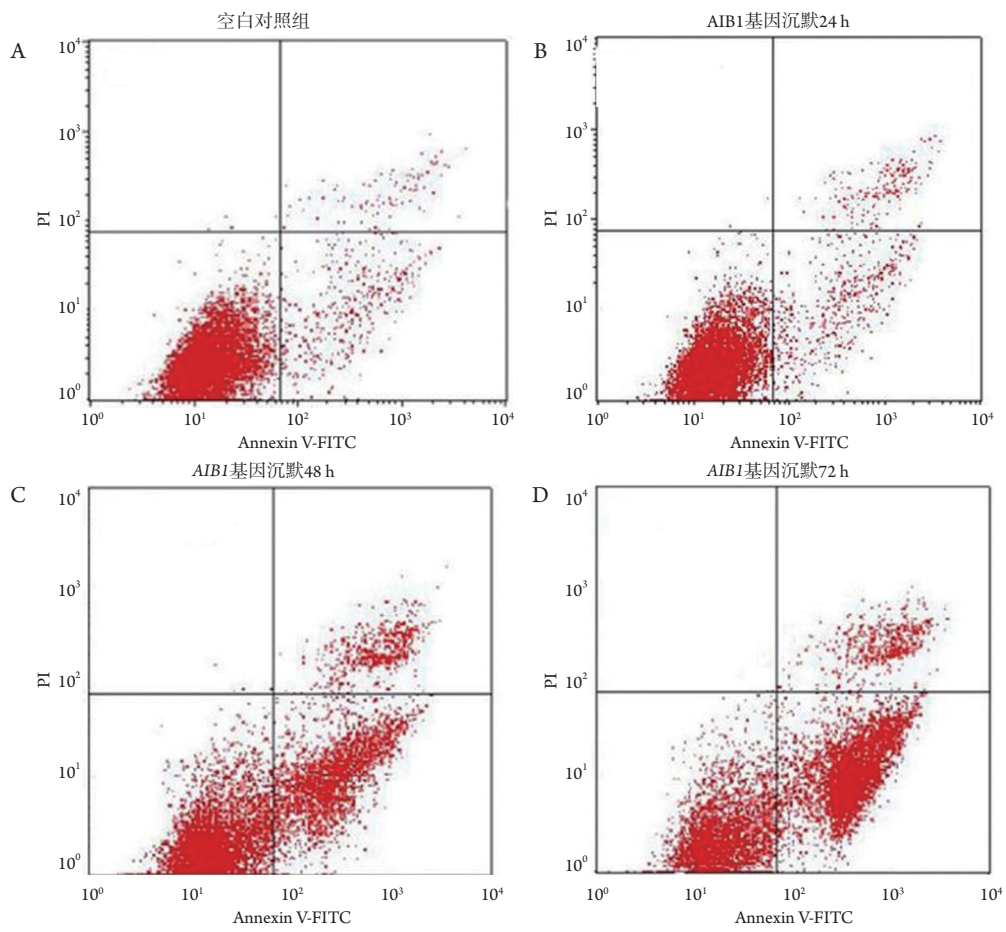 空白对照组
A
10⁴
10³
10²
10¹
10⁰
PI
10⁰ 10¹ 10² 10³ 10⁴
Annexin V-FITC
AIB1基因沉默24 h
B
10⁴
10³
10²
10¹
10⁰
PI
10⁰ 10¹ 10² 10³ 10⁴
Annexin V-FITC
AIB1基因沉默48 h
C
10⁴
10³
10²
10¹
10⁰
PI
10⁰ 10¹ 10² 10³ 10⁴
Annexin V-FITC
AIB1基因沉默72 h
D
10⁴
10³
10²
10¹
10⁰
PI
10⁰ 10¹ 10² 10³ 10⁴
Annexin V-FITC